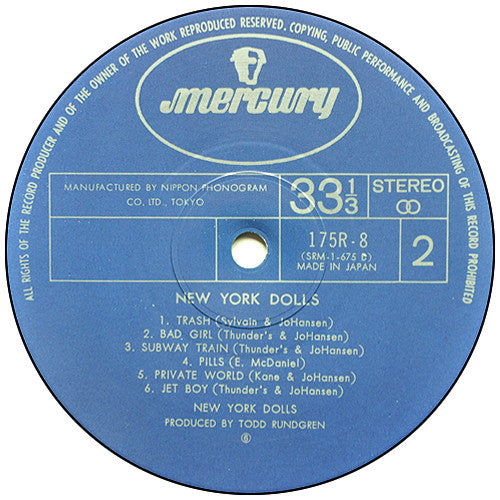 ALL RIGHTS OF THE RECORD PRODUCER AND OF THE OWNER OF THE WORK REPRODUCED RESERVED. COPYING, PUBLIC PERFORMANCE AND BROADCASTING OF THIS RECORD PROHIBITED
mercury
MANUFACTURED BY NIPPON PHONOGRAM
CO., LTD., TOKYO
33 1/3
STEREO
175R-8
(SRM-1-675 B)
MADE IN JAPAN
2
NEW YORK DOLLS
1. TRASH (Sylvain & JoHansen)
2. BAD GIRL (Thunder's & JoHansen)
3. SUBWAY TRAIN (Thunder's & JoHansen)
4. PILLS (E. McDaniel)
5. PRIVATE WORLD (Kane & JoHansen)
6. JET BOY (Thunder's & JoHansen)
NEW YORK DOLLS
PRODUCED BY TODD RUNDGREN